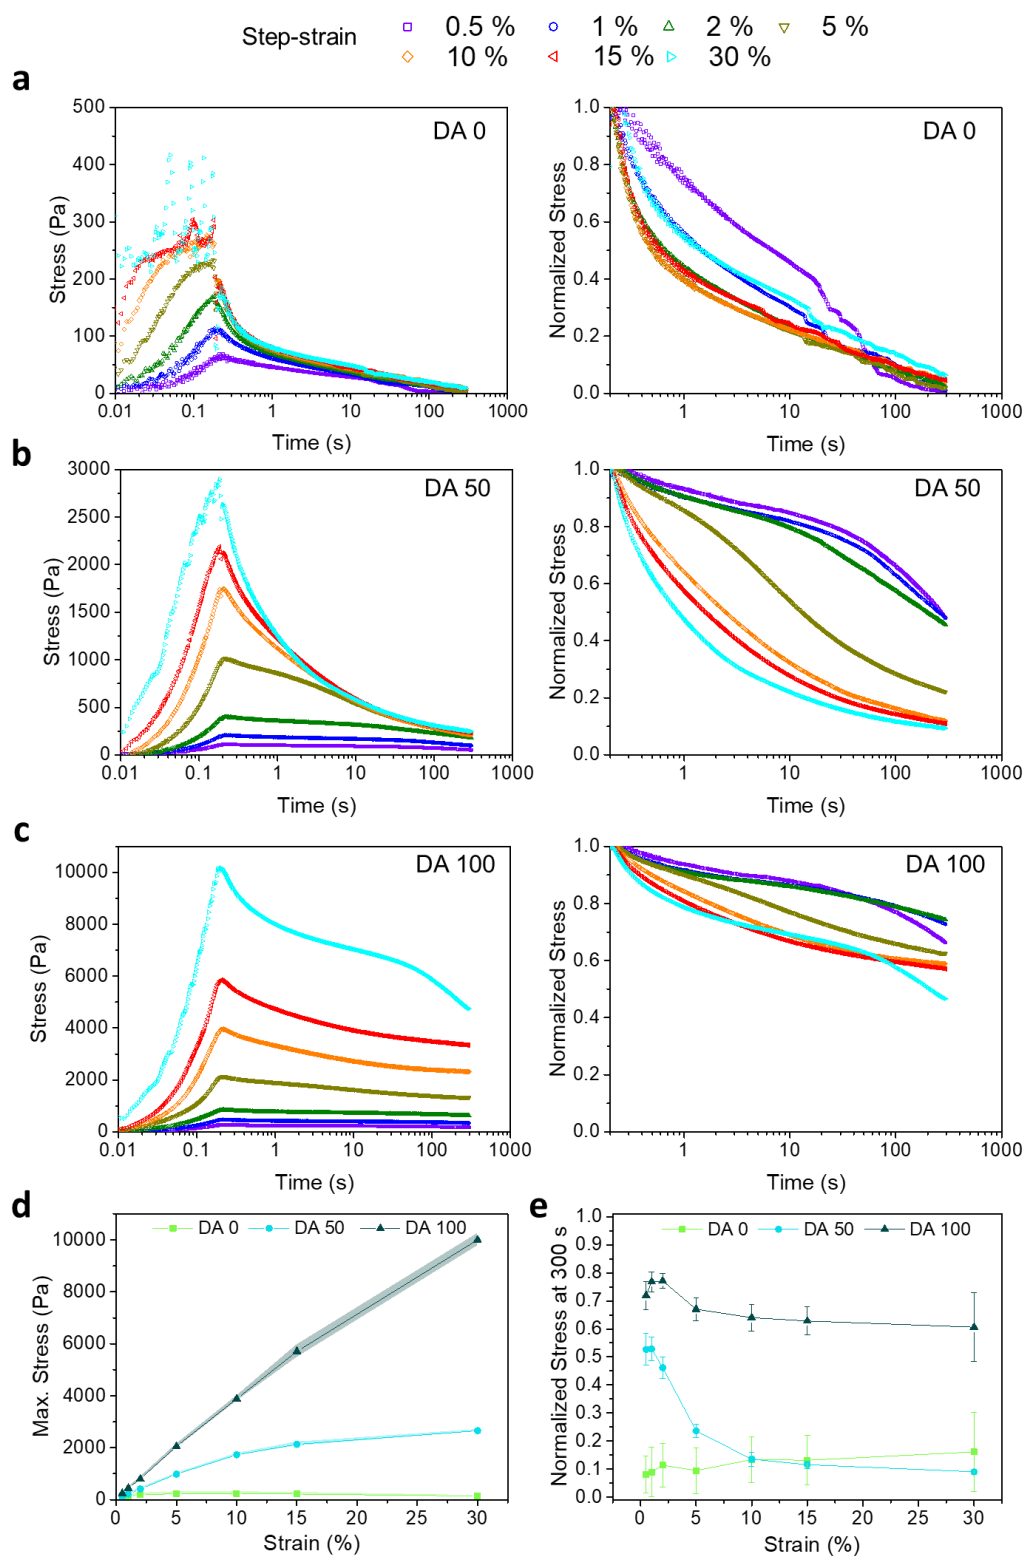 Step-strain 0.5 % 1 % 2 % 5 %
10 % 15 % 30 %
a
500
400
300
200
100
0
Stress (Pa)
DA 0
0.01 0.1 1 10 100 1000
Time (s)
1.0
0.8
0.6
0.4
0.2
0.0
Normalized Stress
DA 0
1 10 100 1000
Time (s)
b
3000
2500
2000
1500
1000
500
0
Stress (Pa)
DA 50
0.01 0.1 1 10 100 1000
Time (s)
1.0
0.8
0.6
0.4
0.2
0.0
Normalized Stress
DA 50
1 10 100 1000
Time (s)
c
10000
8000
6000
4000
2000
0
Stress (Pa)
DA 100
0.01 0.1 1 10 100 1000
Time (s)
1.0
0.8
0.6
0.4
0.2
0.0
Normalized Stress
DA 100
1 10 100 1000
Time (s)
d
DA 0 DA 50 DA 100
10000
8000
6000
4000
2000
0
Max. Stress (Pa)
0 5 10 15 20 25 30
Strain (%)
e
1.0
0.9
0.8
0.7
0.6
0.5
0.4
0.3
0.2
0.1
0.0
Normalized Stress at 300 s
DA 0 DA 50 DA 100
0 5 10 15 20 25 30
Strain (%)